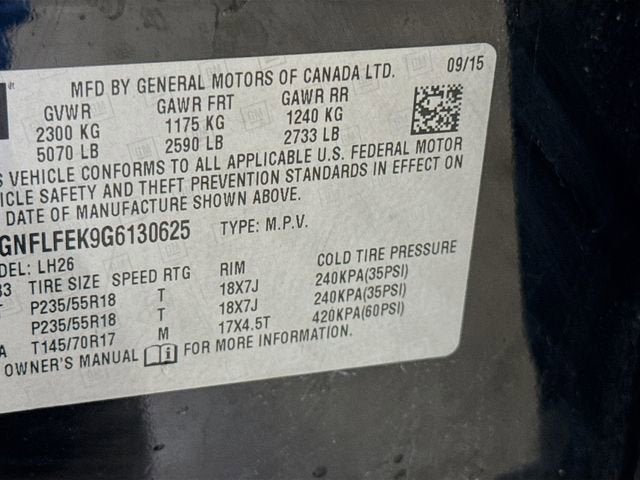 MFD BY GENERAL MOTORS OF CANADA LTD. 09/15
GVWR GAWR FRT GAWR RR
2300 KG 1175 KG 1240 KG
5070 LB 2590 LB 2733 LB
S VEHICLE CONFORMS TO ALL APPLICABLE U.S. FEDERAL MOTOR
ICLE SAFETY AND THEFT PREVENTION STANDARDS IN EFFECT ON
DATE OF MANUFACTURE SHOWN ABOVE.
GNFLFEK9G6130625 TYPE: M.P.V.
DEL: LH26
33 TIRE SIZE SPEED RTG RIM COLD TIRE PRESSURE
T P235/55R18 T 18X7J 240KPA(35PSI)
P235/55R18 T 18X7J 240KPA(35PSI)
A T145/70R17 M 17X4.5T 420KPA(60PSI)
OWNER'S MANUAL FOR MORE INFORMATION.